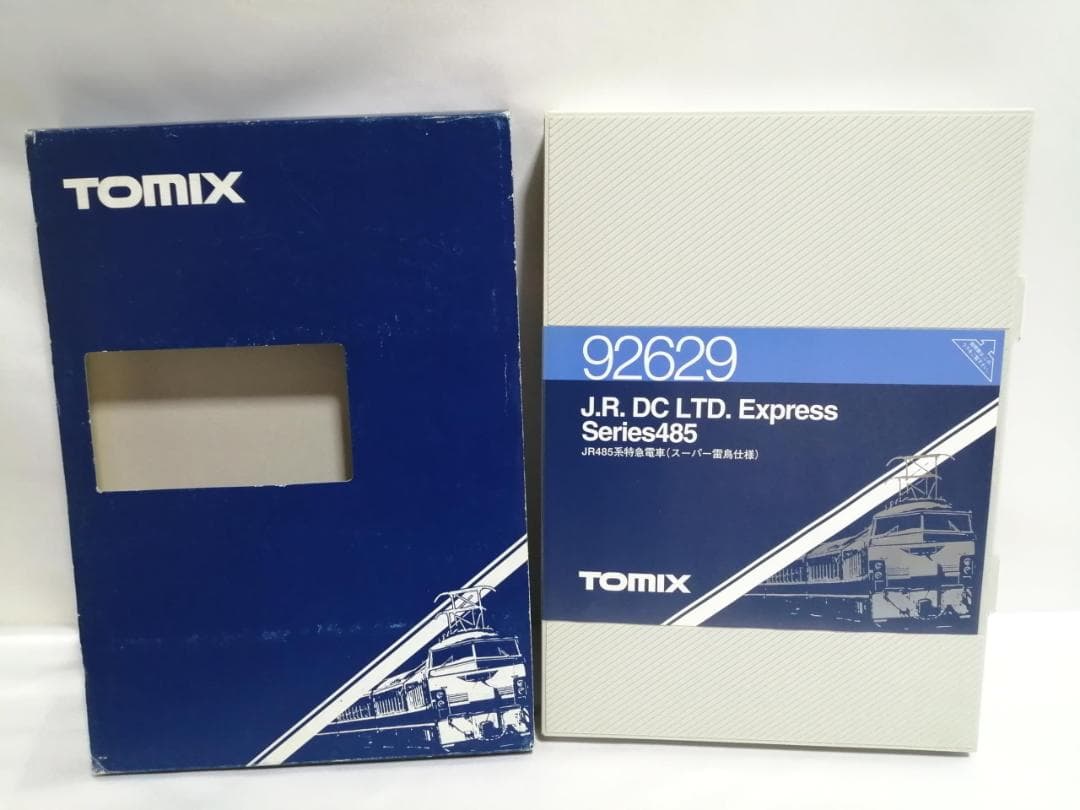 TOMIX
92629
J.R. DC LTD. Express
Series485
JR485系特急電車(スーパー雷鳥仕様)
TOMIX